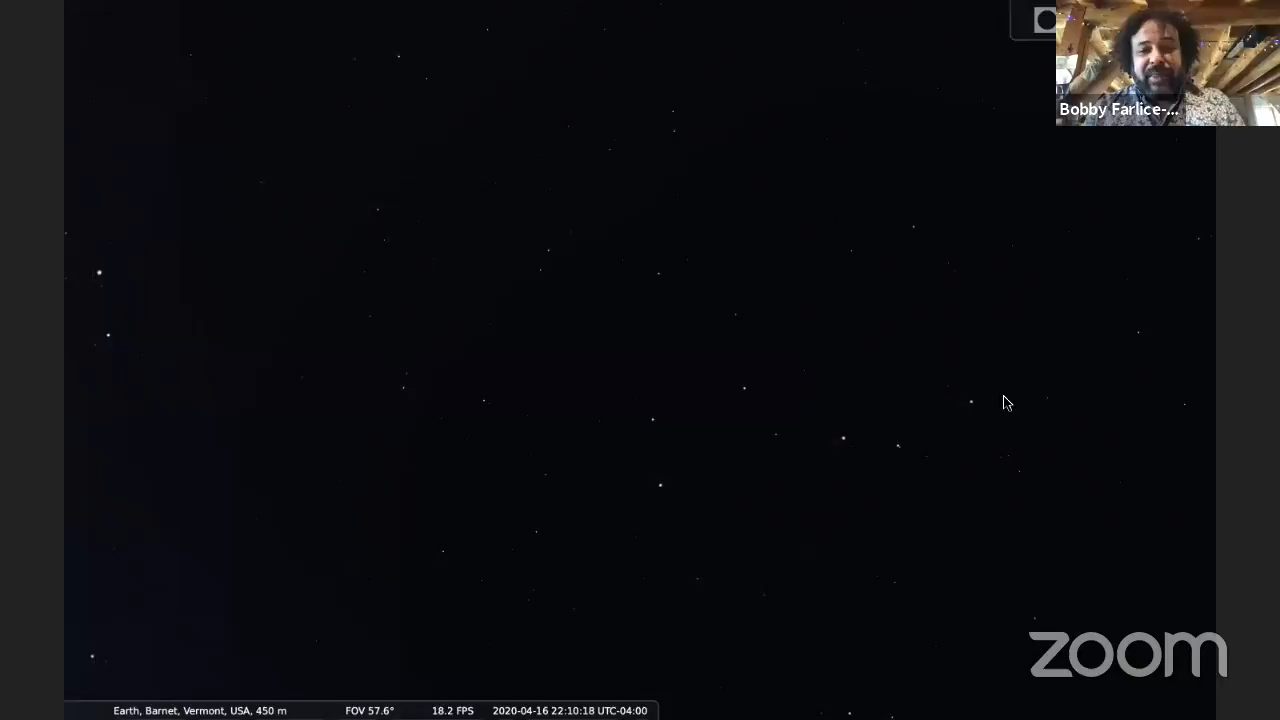 Bobby Farlice-...
zoom
Earth, Barnet, Vermont, USA, 450 m FOV 57.6° 18.2 FPS 2020-04-16 22:10:18 UTC-04:00